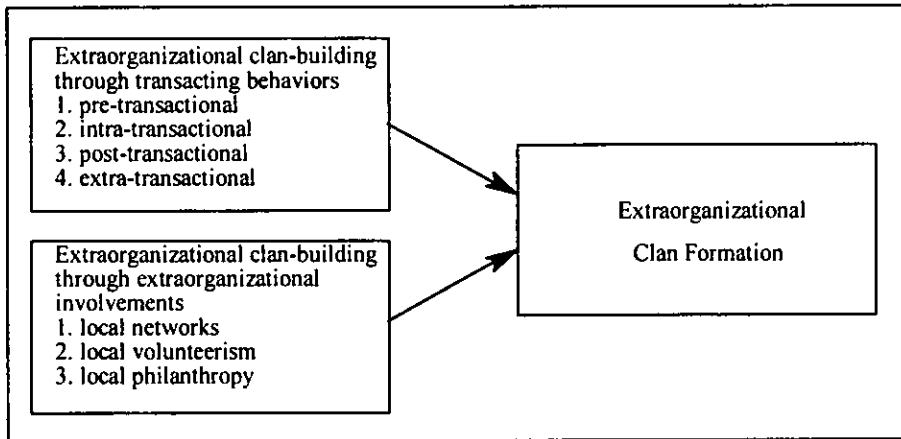 Extraorganizational clan-building
through transacting behaviors
1. pre-transactional
2. intra-transactional
3. post-transactional
4. extra-transactional
Extraorganizational clan-building
through extraorganizational
involvements
1. local networks
2. local volunteerism
3. local philanthropy
Extraorganizational
Clan Formation